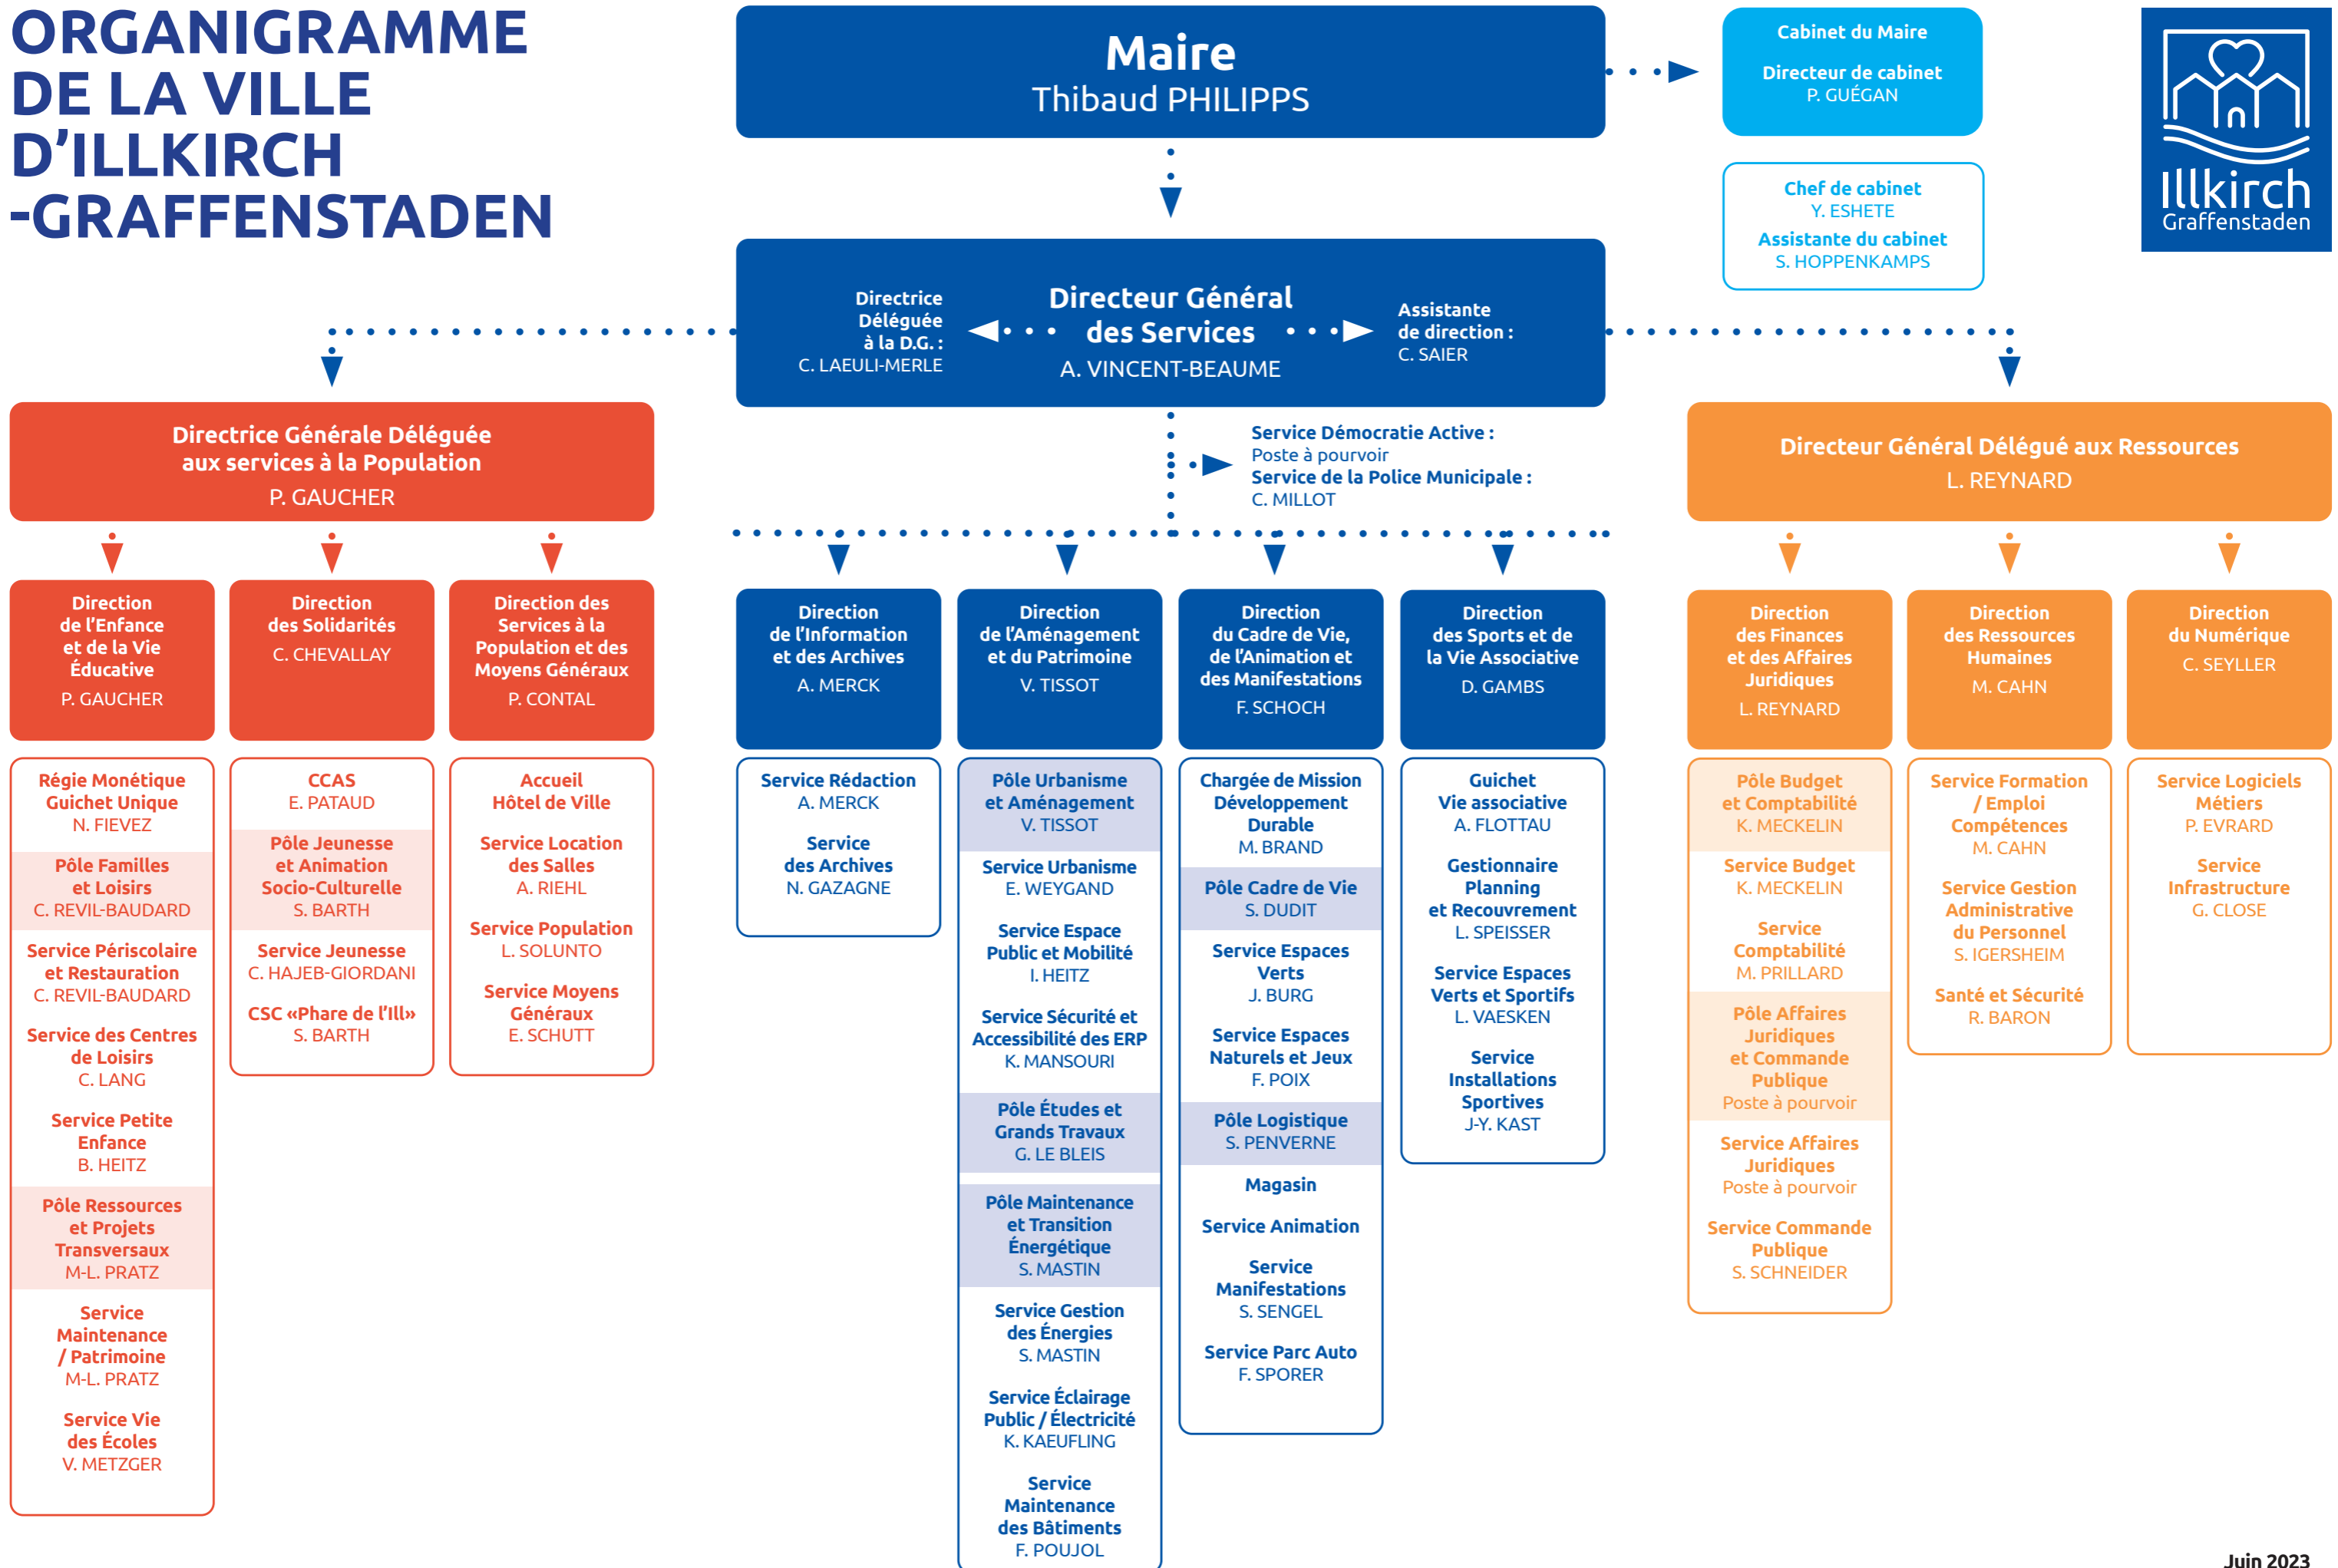 ORGANIGRAMME
DE LA VILLE
D'ILLKIRCH
-GRAFFENSTADEN
Maire
Thibaud PHILIPPS
Cabinet du Maire
Directeur de cabinet
P. GUÉGAN
Chef de cabinet
Y. ESHETE
Assistante du cabinet
S. HOPPENKAMPS
Illkirch
Graffenstaden
Directrice
Déléguée
à la D.G. :
C. LAEULI-MERLE
Directeur Général
des Services
A. VINCENT-BEAUME
Assistante
de direction :
C. SAIER
Service Démocratie Active :
Poste à pourvoir
Service de la Police Municipale :
C. MILLOT
Directrice Générale Déléguée
aux services à la Population
P. GAUCHER
Direction
de l'Enfance
et de la Vie
Éducative
P. GAUCHER
Régie Monétique
Guichet Unique
N. FIEVEZ
Pôle Familles
et Loisirs
C. REVIL-BAUDARD
Service Périscolaire
et Restauration
C. REVIL-BAUDARD
Service des Centres
de Loisirs
C. LANG
Service Petite
Enfance
B. HEITZ
Pôle Ressources
et Projets
Transversaux
M-L. PRATZ
Service
Maintenance
/ Patrimoine
M-L. PRATZ
Service Vie
des Écoles
V. METZGER
Direction
des Solidarités
C. CHEVALLAY
CCAS
E. PATAUD
Pôle Jeunesse
et Animation
Socio-Culturelle
S. BARTH
Service Jeunesse
C. HAJEB-GIORDANI
CSC «Phare de l'Ill»
S. BARTH
Direction des
Services à la
Population et des
Moyens Généraux
P. CONTAL
Accueil
Hôtel de Ville
Service Location
des Salles
A. RIEHL
Service Population
L. SOLUNTO
Service Moyens
Généraux
E. SCHUTT
Direction
de l'Information
et des Archives
A. MERCK
Service Rédaction
A. MERCK
Service
des Archives
N. GAZAGNE
Direction
de l'Aménagement
et du Patrimoine
V. TISSOT
Pôle Urbanisme
et Aménagement
V. TISSOT
Service Urbanisme
E. WEYGAND
Service Espace
Public et Mobilité
I. HEITZ
Service Sécurité et
Accessibilité des ERP
K. MANSOURI
Pôle Études et
Grands Travaux
G. LE BLEIS
Pôle Maintenance
et Transition
Énergétique
S. MASTIN
Service Gestion
des Énergies
S. MASTIN
Service Éclairage
Public / Électricité
K. KAEUFLING
Service
Maintenance
des Bâtiments
F. POUJOL
Direction
du Cadre de Vie,
de l'Animation et
des Manifestations
F. SCHOCH
Chargée de Mission
Développement
Durable
M. BRAND
Pôle Cadre de Vie
S. DUDIT
Service Espaces
Verts
J. BURG
Service Espaces
Naturels et Jeux
F. POIX
Pôle Logistique
S. PENVERNE
Magasin
Service Animation
Service
Manifestations
S. SENGEL
Service Parc Auto
F. SPORER
Direction
des Sports et de
la Vie Associative
D. GAMBS
Guichet
Vie associative
A. FLOTTAU
Gestionnaire
Planning
et Recouvrement
L. SPEISSER
Service Espaces
Verts et Sportifs
L. VAESKEN
Service
Installations
Sportives
J-Y. KAST
Directeur Général Délégué aux Ressources
L. REYNARD
Direction
des Finances
et des Affaires
Juridiques
L. REYNARD
Pôle Budget
et Comptabilité
K. MECKELIN
Service Budget
K. MECKELIN
Service
Comptabilité
M. PRILLARD
Pôle Affaires
Juridiques
et Commande
Publique
Poste à pourvoir
Service Affaires
Juridiques
Poste à pourvoir
Service Commande
Publique
S. SCHNEIDER
Direction
des Ressources
Humaines
M. CAHN
Service Formation
/ Emploi
Compétences
M. CAHN
Service Gestion
Administrative
du Personnel
S. IGERSHEIM
Santé et Sécurité
R. BARON
Direction
du Numérique
C. SEYLLER
Service Logiciels
Métiers
P. EVRARD
Service
Infrastructure
G. CLOSE
Juin 2023